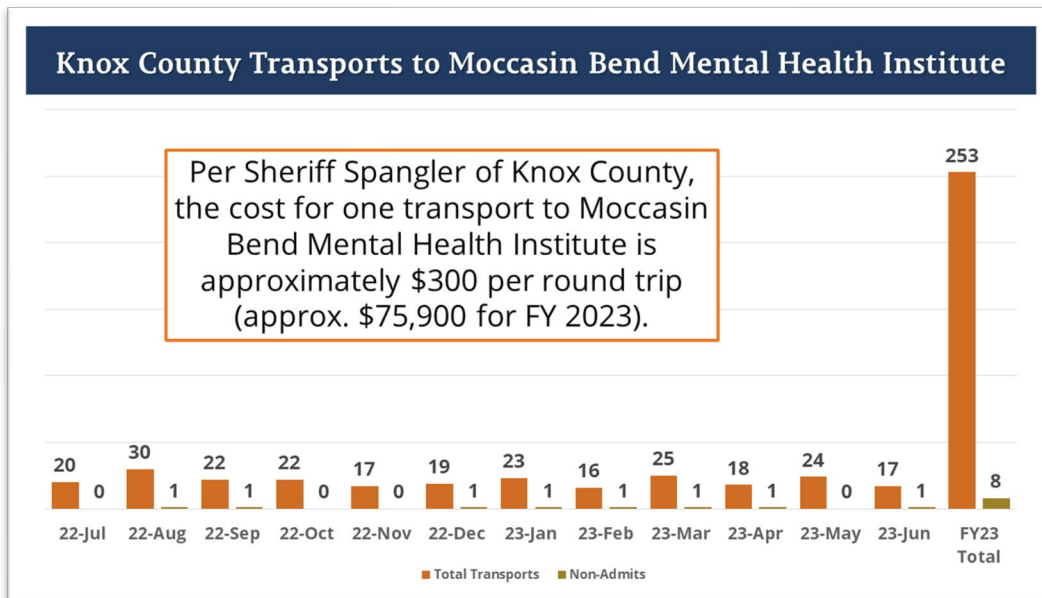 Knox County Transports to Moccasin Bend Mental Health Institute
Per Sheriff Spangler of Knox County,
the cost for one transport to Moccasin
Bend Mental Health Institute is
approximately $300 per round trip
(approx. $75,900 for FY 2023).
253
20 0 30 1 22 1 22 0 17 0 19 1 23 1 16 1 25 1 18 1 24 0 17 1 8
22-Jul 22-Aug 22-Sep 22-Oct 22-Nov 22-Dec 23-Jan 23-Feb 23-Mar 23-Apr 23-May 23-Jun FY23
Total
Total Transports Non-Admits